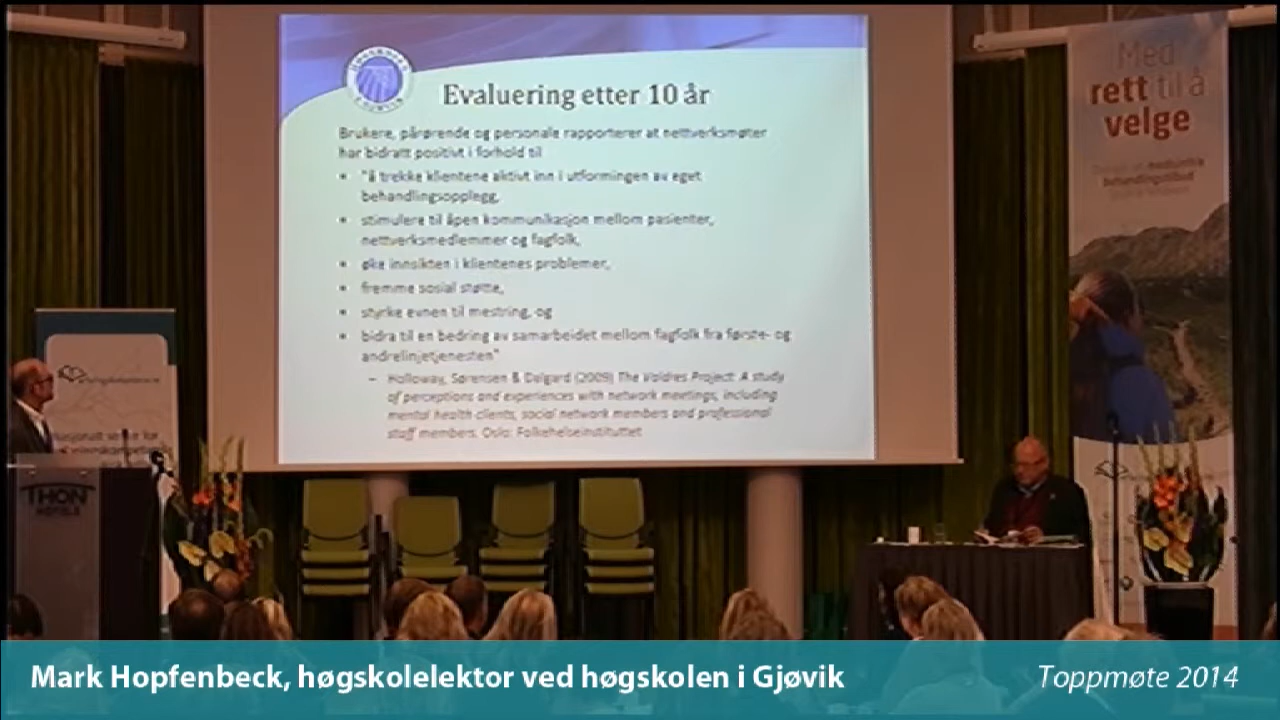 Evaluering etter 10 år
Brukere, pårørende og personale rapporterer at nettverksmøter
har bidratt positivt i forhold til
• "å trekke klientene aktivt inn i utformingen av eget
behandlingsopplegg,
• stimulere til åpen kommunikasjon mellom pasienter,
nettverksmedlemmer og fagfolk,
• øke innsikten i klientenes problemer,
• fremme sosial støtte,
• styrke evnen til mestring, og
• bidra til en bedring av samarbeidet mellom fagfolk fra første- og
andrelinjetjenesten"
– Holloway, Sørensen & Dalgard (2009) The Valdres Project: A study
of perceptions and experiences with network meetings, including
mental health clients, social network members and professional
staff members. Oslo: Folkehelseinstituttet
Med
rett til å
velge
medisinfrie
behandlingstilbud
THON
HOTELS
Mark Hopfenbeck, høgskolelektor ved høgskolen i Gjøvik
Toppmøte 2014